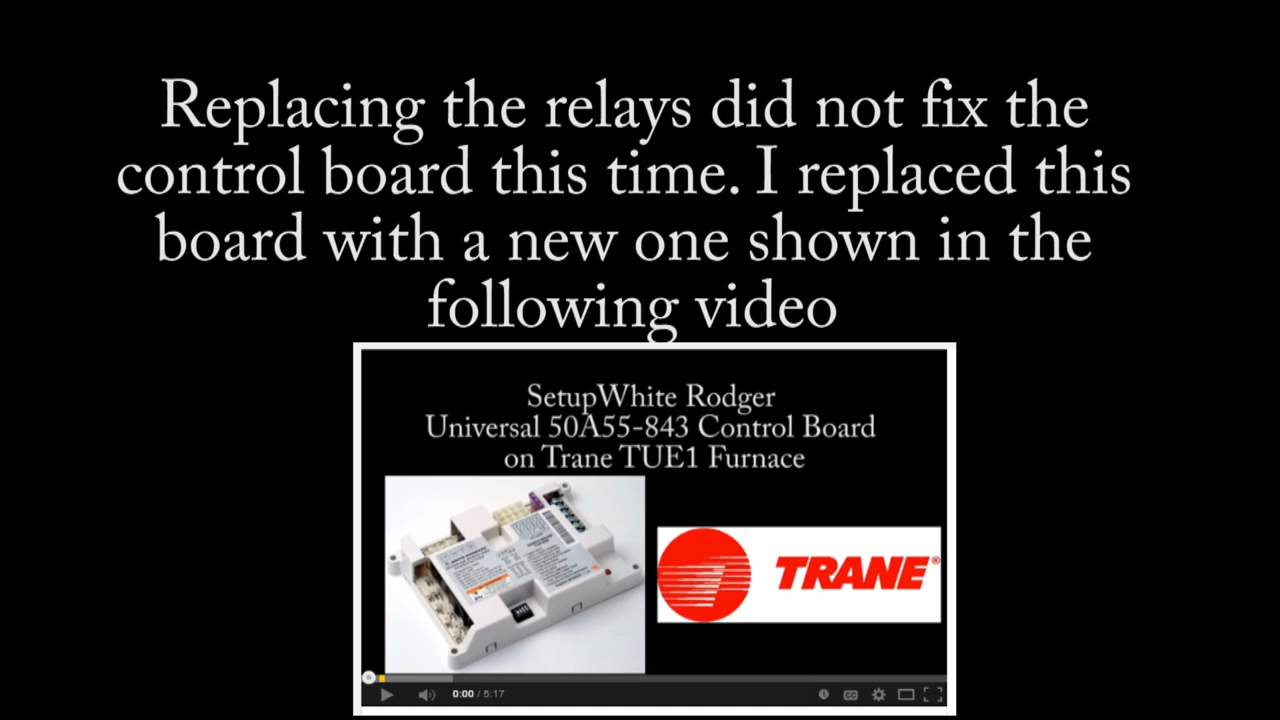 Replacing the relays did not fix the
control board this time. I replaced this
board with a new one shown in the
following video
SetupWhite Rodger
Universal 50A55-843 Control Board
on Trane TUE1 Furnace
TRANE®
0:00 / 5:17
CC